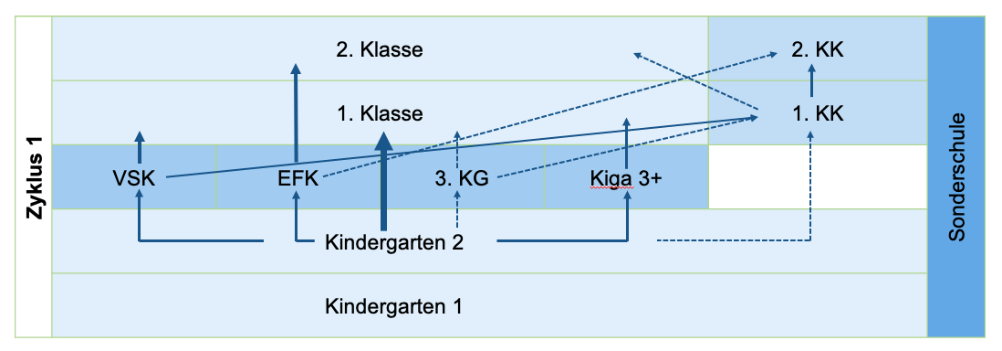 Zyklus 1
2. Klasse
2. KK
1. Klasse
1. KK
VSK
EFK
3. KG
Kiga 3+
Kindergarten 2
Kindergarten 1
Sonderschule